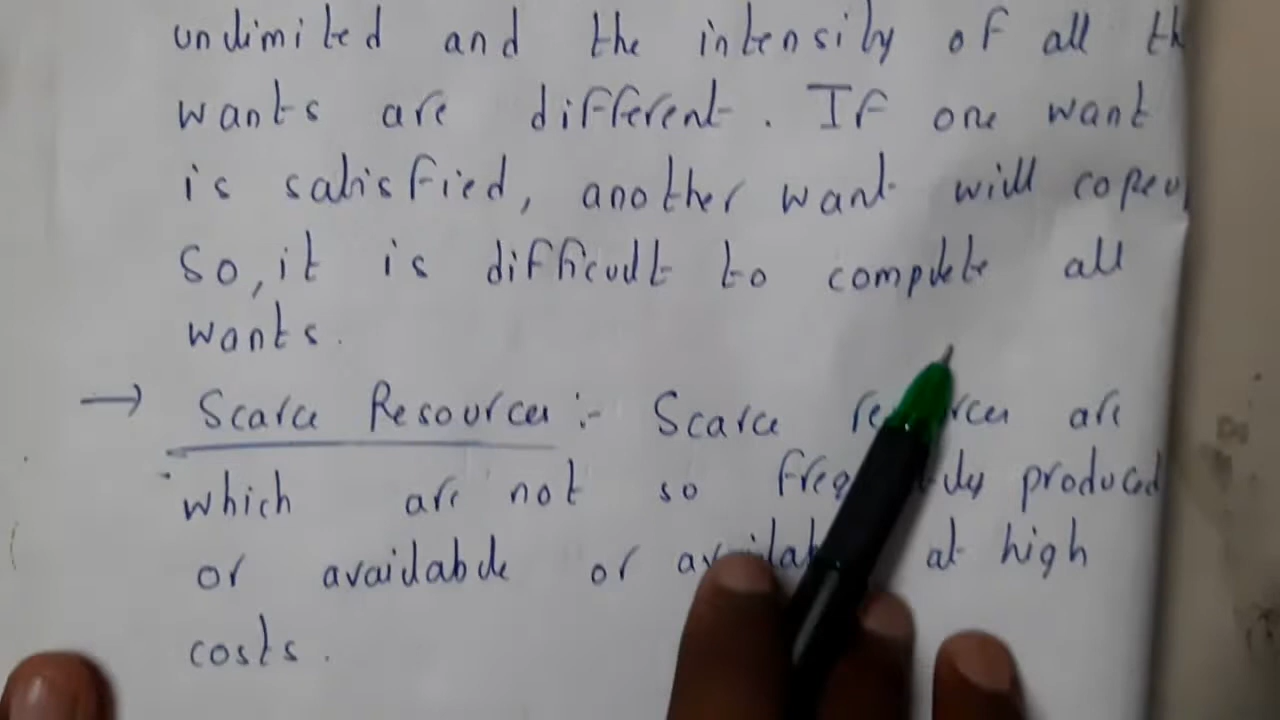 unlimited and the intensity of all th
wants are different. If one want
is satisfied, another want will
So, it is difficult to complete all
wants.
→ Scarce Resources :- Scarce are
which are not so produced
or available or at high
costs.